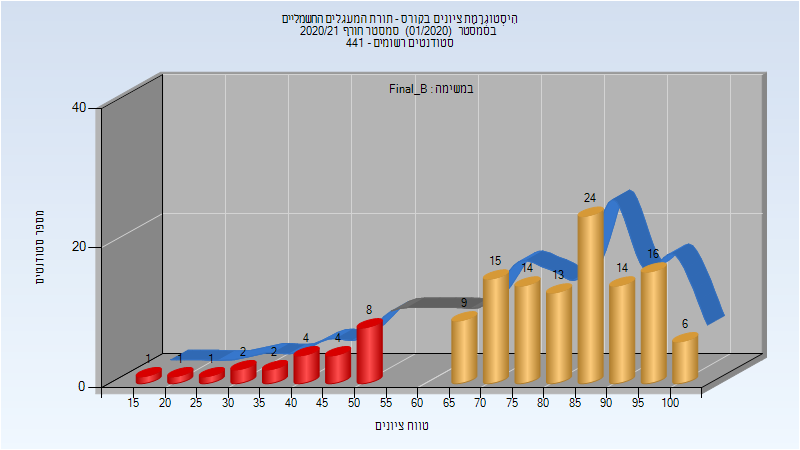 היסטוגרמת ציונים בקורס - תורת המעגלים החשמליים
בסמסטר (01/2020) סמסטר חורף 2020/21
סטודנטים רשומים - 441
במשימה : Final_B
מספר סטודנטים
40
20
0
1 1 1 2 2 4 4 8 9 15 14 13 24 14 16 6
15 20 25 30 35 40 45 50 55 60 65 70 75 80 85 90 95 100
טווח ציונים